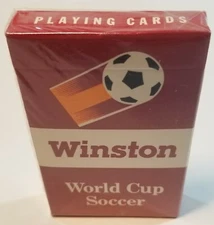 PLAYING CARDS
Winston
World Cup
Soccer